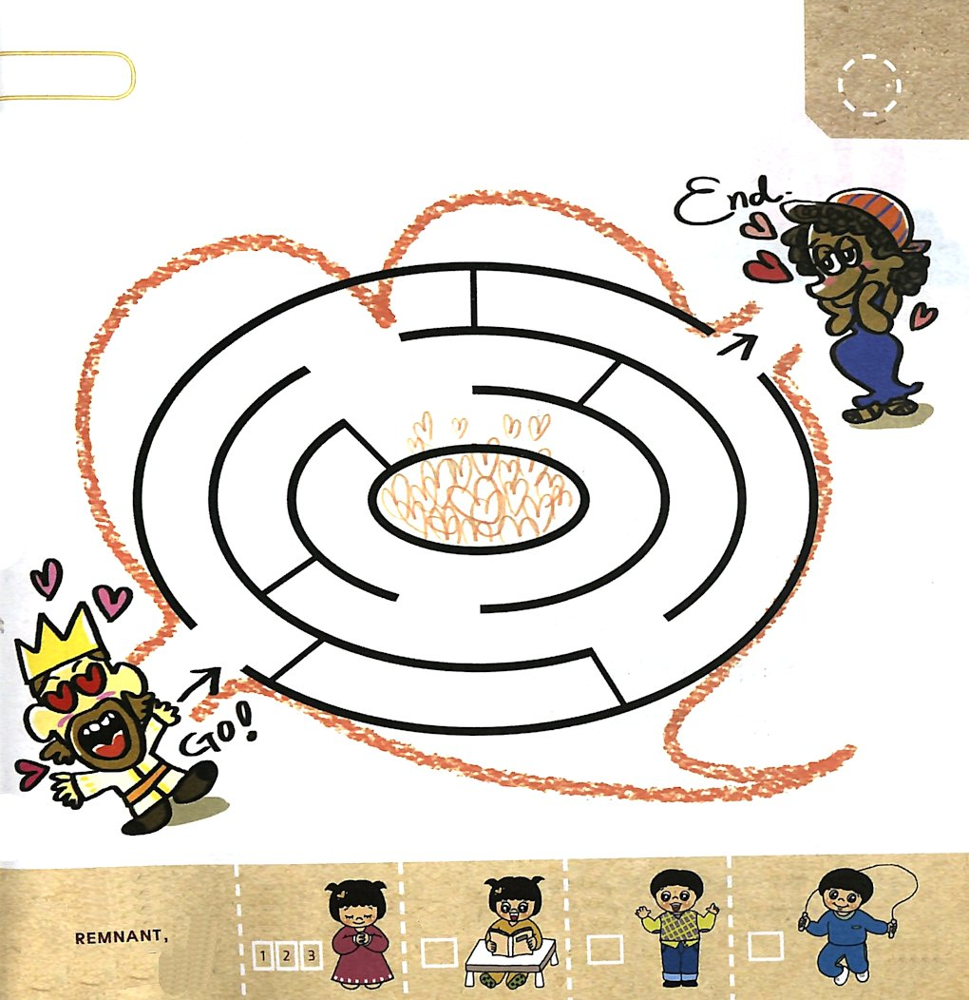 End.
Go!
REMNANT,
1 2 3